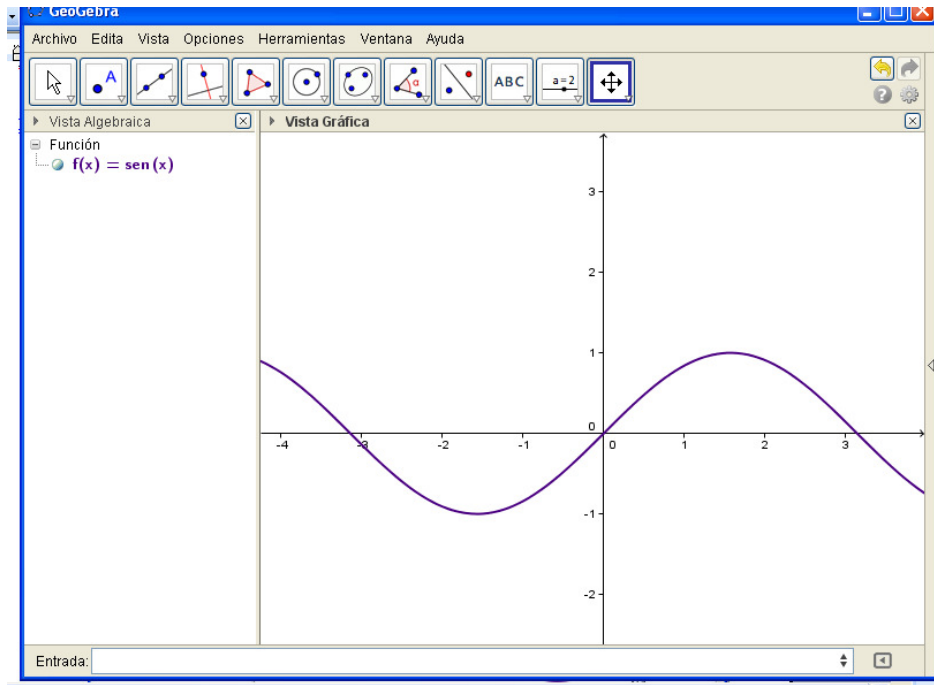 GeoGebra
Archivo Edita Vista Opciones Herramientas Ventana Ayuda
A
α
ABC
a=2
Vista Algebraica
Vista Gráfica
Función
f(x) = sen (x)
3
2
1
0
-4 -3 -2 -1 0 1 2 3
-1
-2
Entrada: